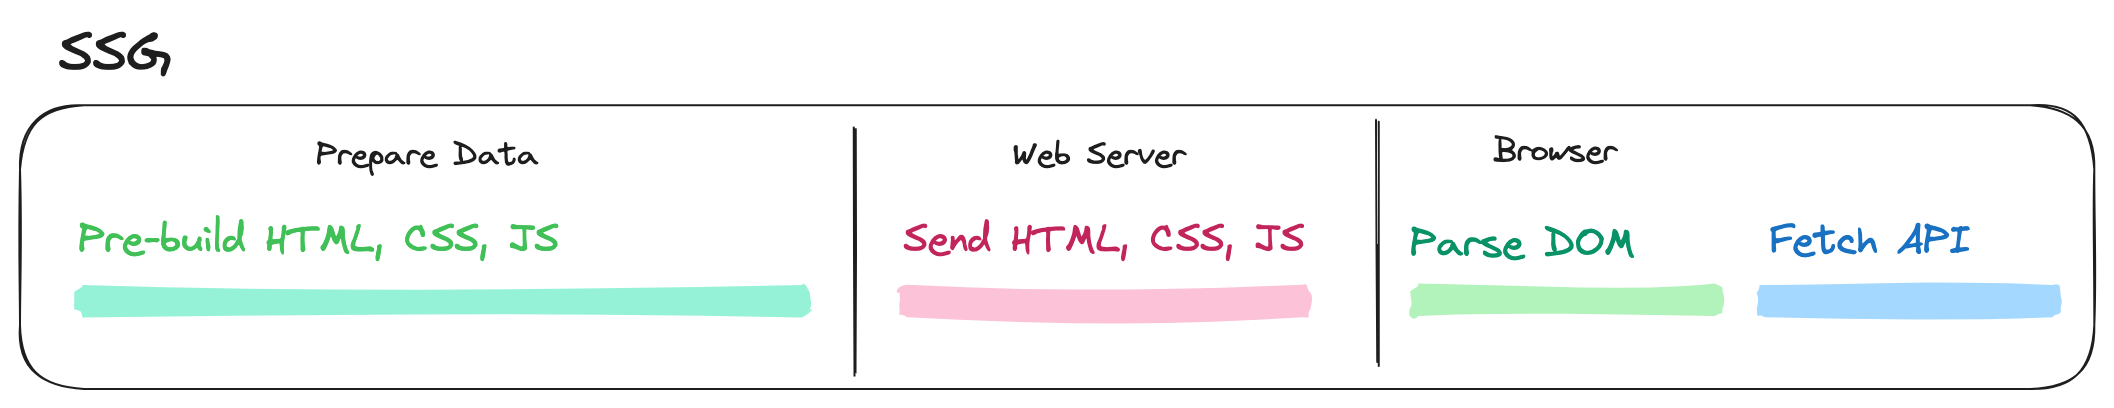 SSG
Prepare Data
Web Server
Browser
Pre-build HTML, CSS, JS
Send HTML, CSS, JS
Parse DOM
Fetch API